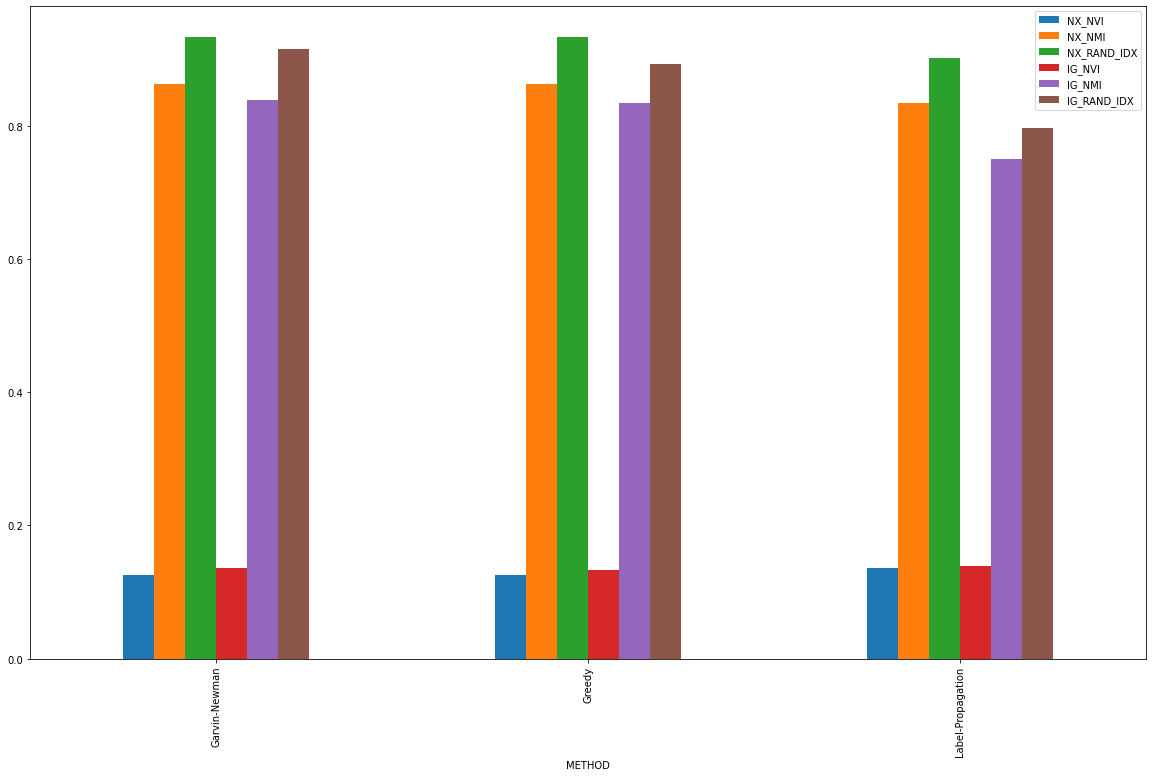 NX_NVI
NX_NMI
NX_RAND_IDX
IG_NVI
IG_NMI
IG_RAND_IDX
0.8
0.6
0.4
0.2
0.0
Garvin-Newman
Greedy
Label-Propagation
METHOD